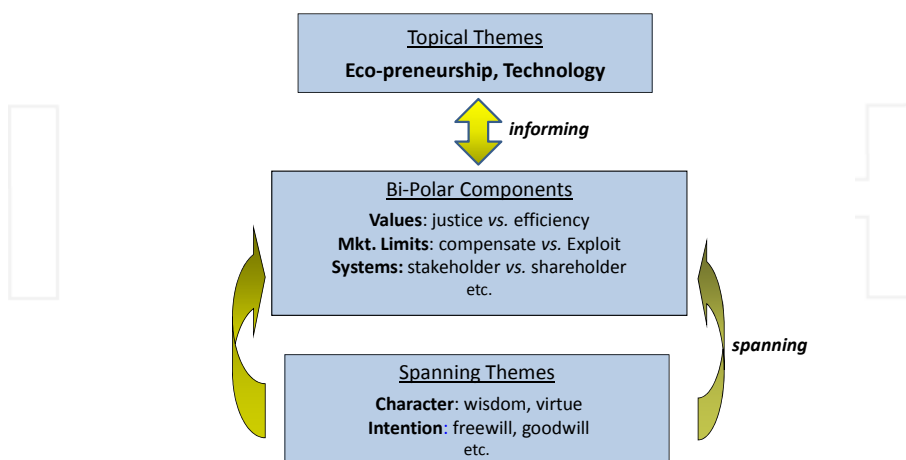 Topical Themes
Eco-preneurship, Technology
informing
Bi-Polar Components
Values: justice vs. efficiency
Mkt. Limits: compensate vs. Exploit
Systems: stakeholder vs. shareholder
etc.
spanning
Spanning Themes
Character: wisdom, virtue
Intention: freewill, goodwill
etc.